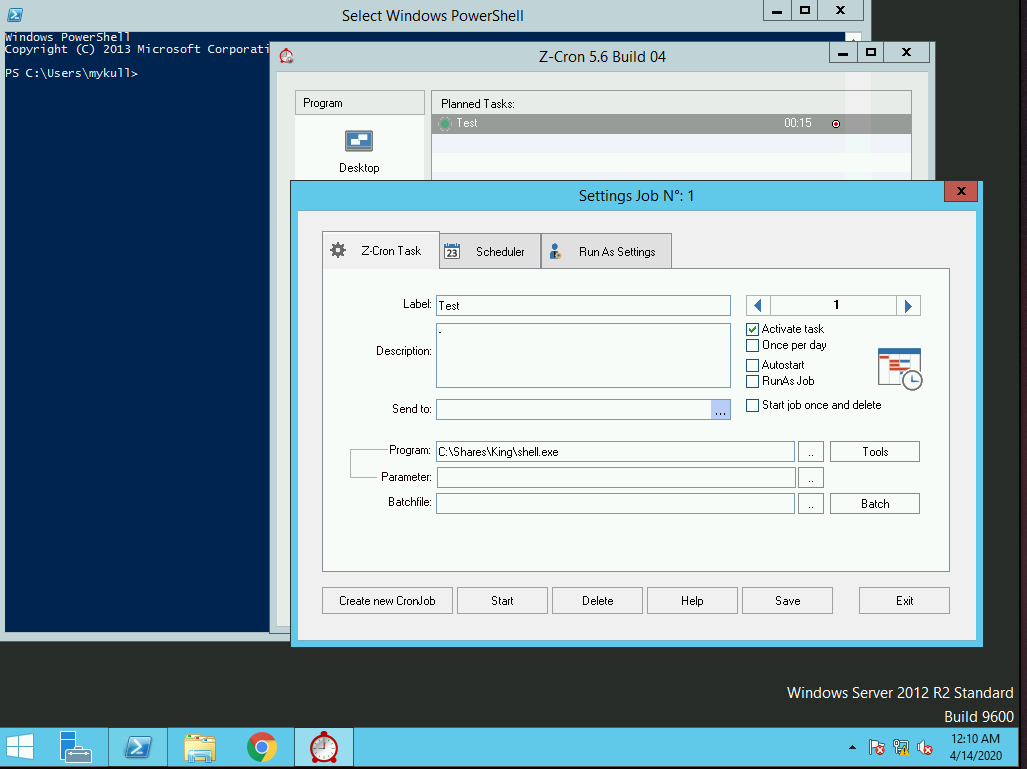 Select Windows PowerShell
Windows PowerShell
Copyright (C) 2013 Microsoft Corporati
PS C:\Users\mykull>
Z-Cron 5.6 Build 04
Program
Desktop
Planned Tasks:
Test 00:15
Settings Job N°: 1
Z-Cron Task
23 Scheduler
Run As Settings
Label: Test
1
Description: .
Activate task
Once per day
Autostart
RunAs Job
Send to: ...
Start job once and delete
Program: C:\Shares\King\shell.exe .. Tools
Parameter: ..
Batchfile: .. Batch
Create new CronJob Start Delete Help Save Exit
Windows Server 2012 R2 Standard
Build 9600
12:10 AM
4/14/2020